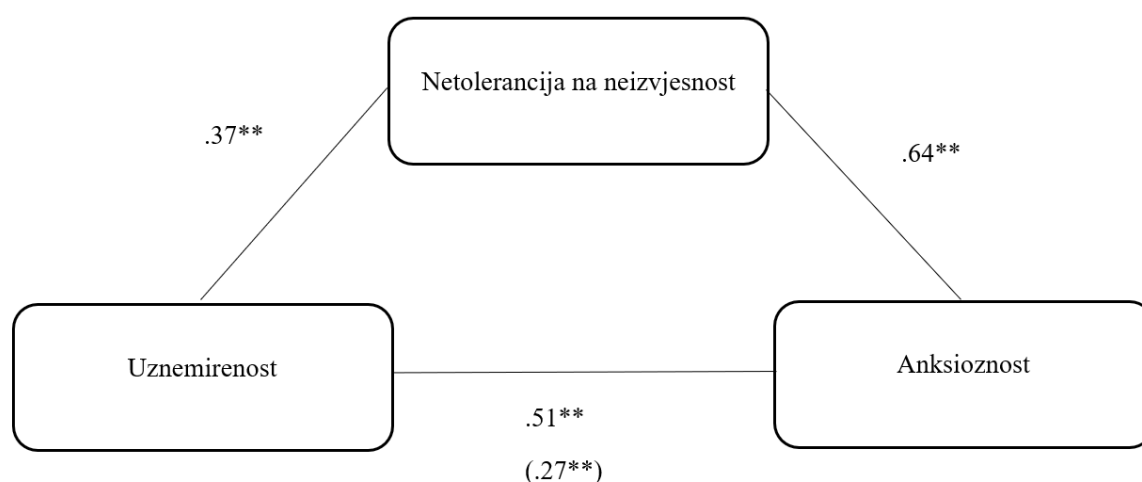 Netolerancija na neizvjesnost
.37**
.64**
Uznemirenost
Anksioznost
.51**
(.27**)